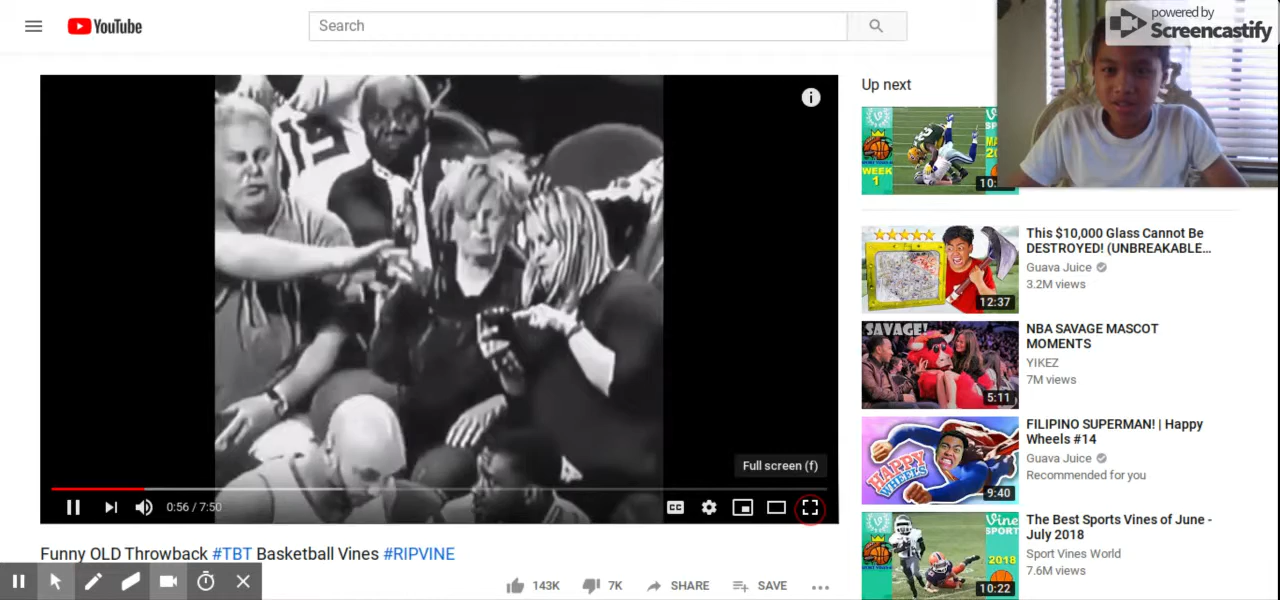 YouTube
Search
powered by
Screencastify
Up next
WEEK
1
10:
This $10,000 Glass Cannot Be
DESTROYED! (UNBREAKABLE...
Guava Juice
3.2M views
12:37
SAVAGE!
NBA SAVAGE MASCOT
MOMENTS
YIKEZ
7M views
5:11
FILIPINO SUPERMAN! | Happy
Wheels #14
Guava Juice
Recommended for you
HAPPY
WHEELS
9:40
The Best Sports Vines of June -
July 2018
Sport Vines World
7.6M views
Vine
SPORT
2018
10:22
i
Full screen (f)
0:56 / 7:50
CC
Funny OLD Throwback #TBT Basketball Vines #RIPVINE
143K
7K
SHARE
SAVE